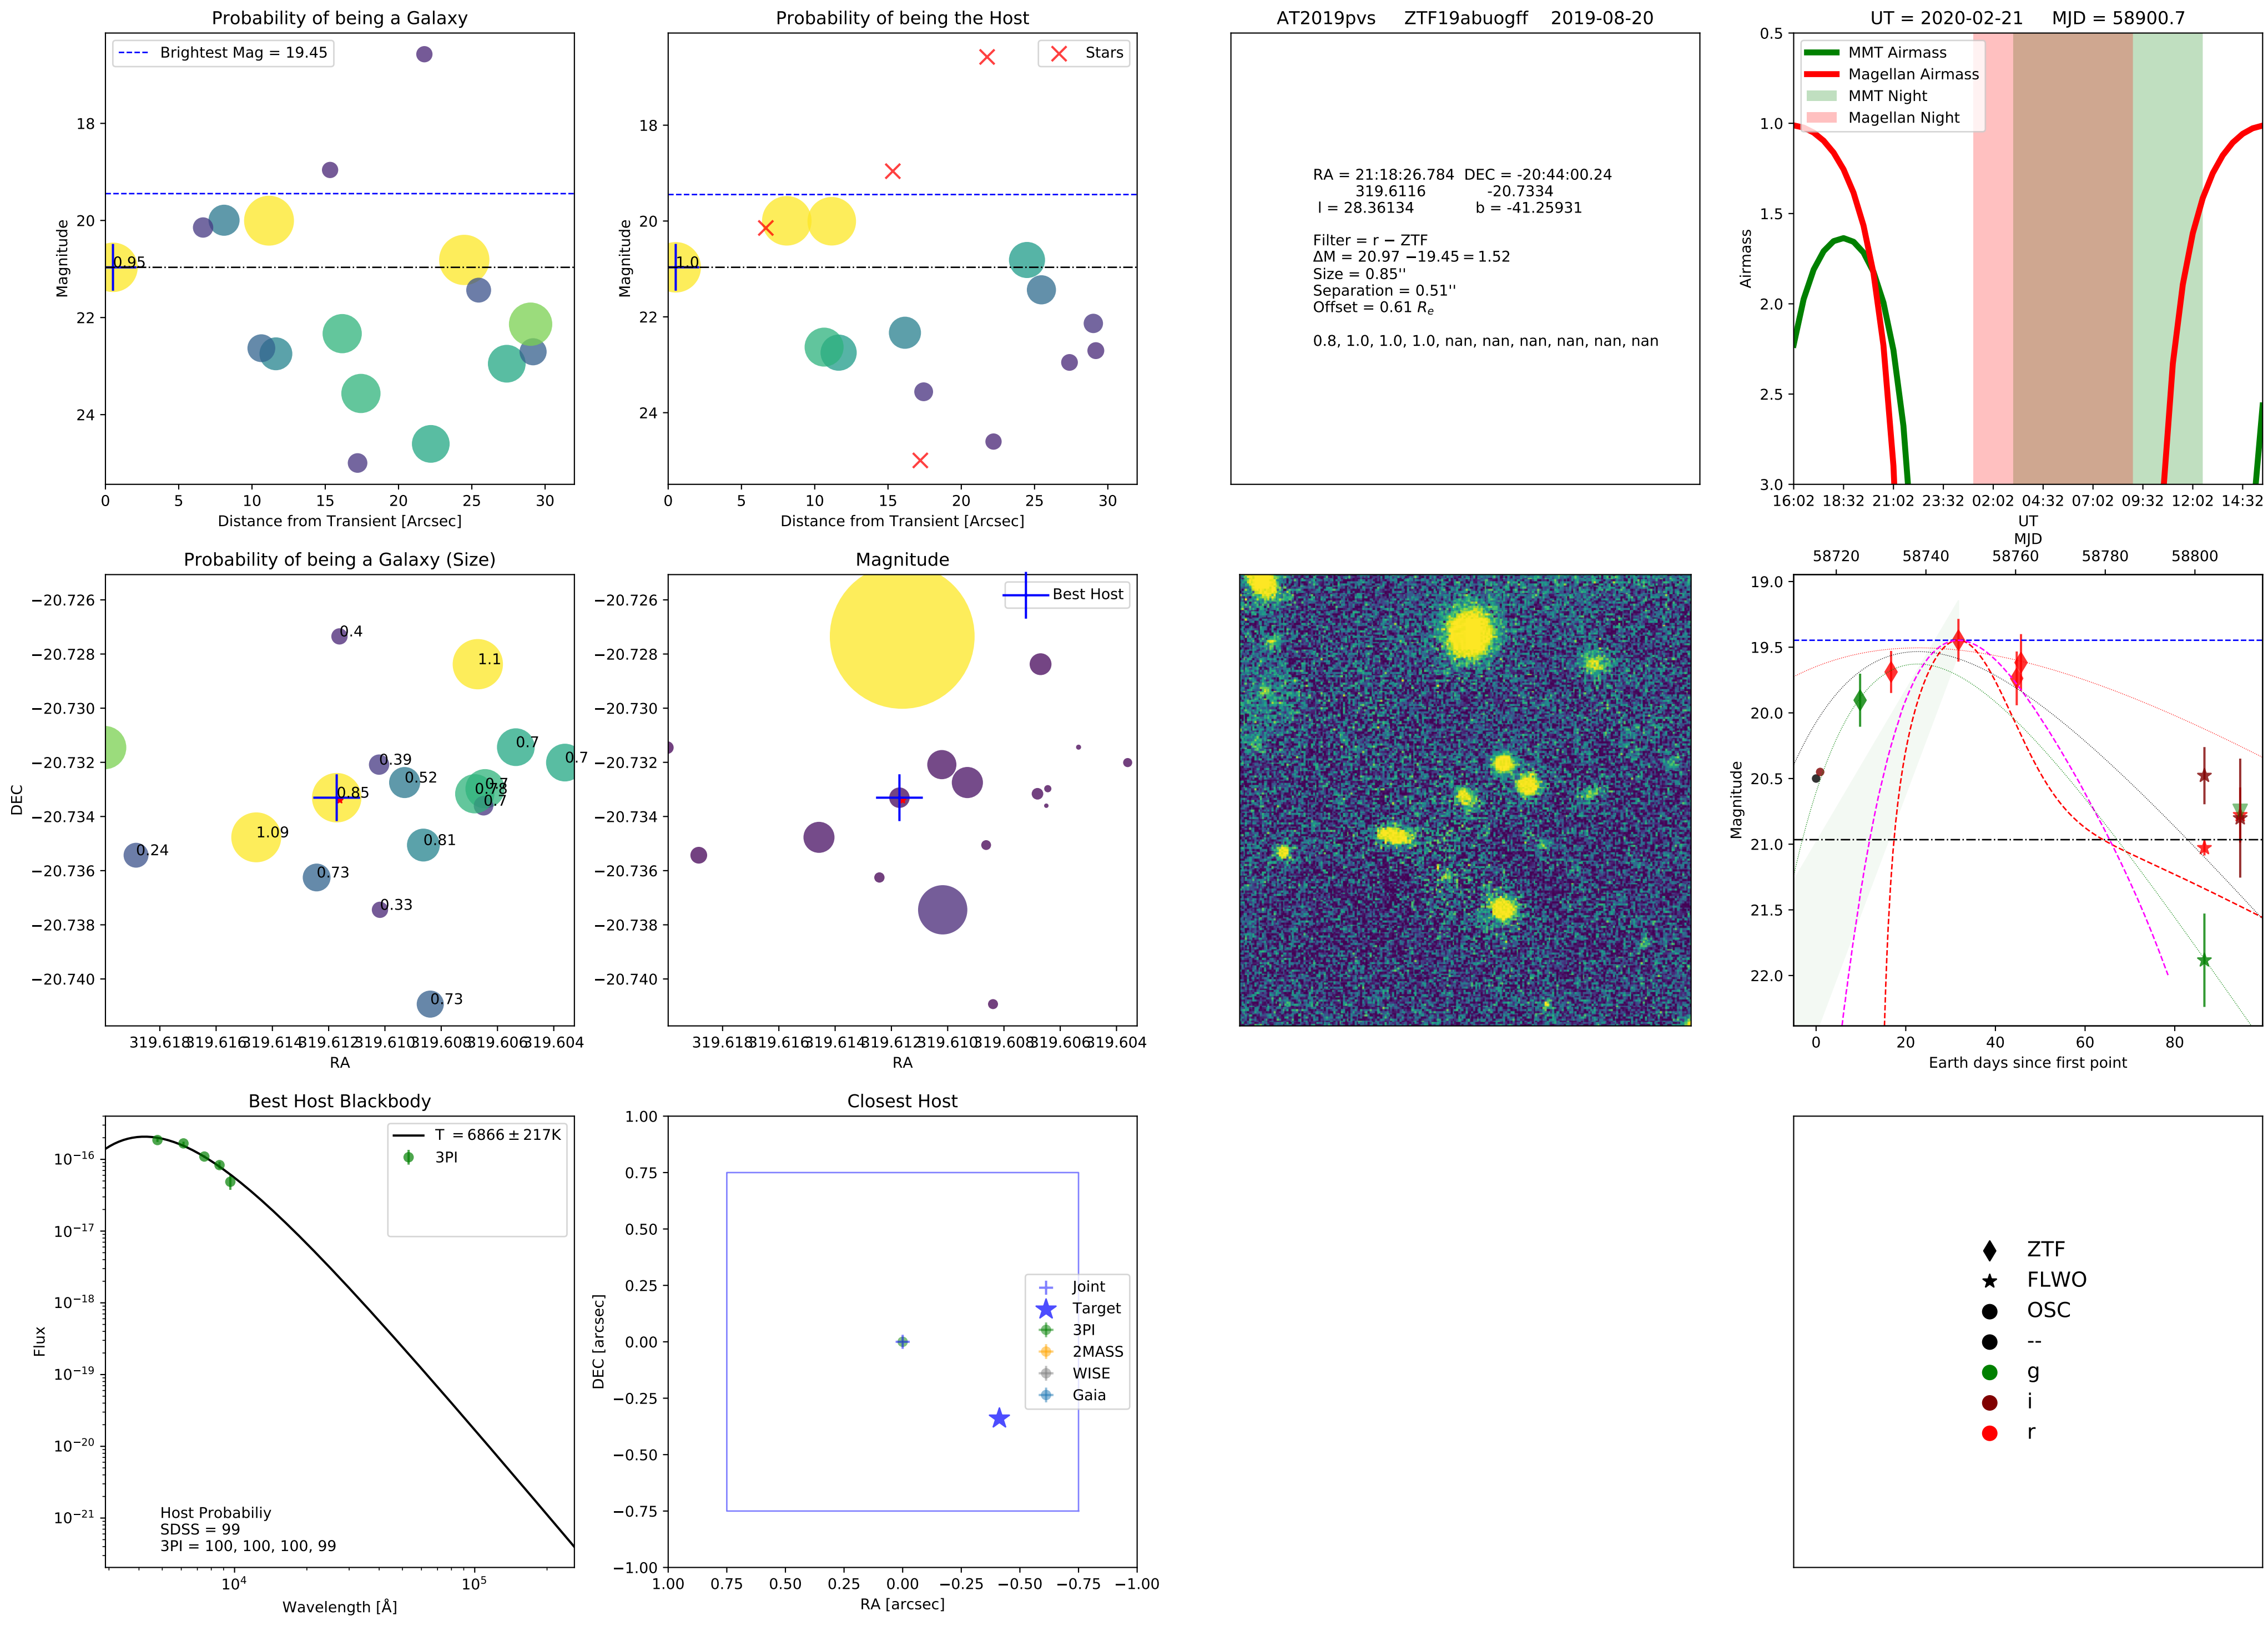 Probability of being a Galaxy
Brightest Mag = 19.45
0.95
18
20
22
24
Magnitude
0
5
10
15
20
25
30
Distance from Transient [Arcsec]
Probability of being the Host
Stars
1.0
18
20
22
24
Magnitude
0
5
10
15
20
25
30
Distance from Transient [Arcsec]
AT2019pvs ZTF19abuogff 2019-08-20
RA = 21:18:26.784 DEC = -20:44:00.24
319.6116 -20.7334
l = 28.36134 b = -41.25931
Filter = r − ZTF
ΔM = 20.97 −19.45 = 1.52
Size = 0.85''
Separation = 0.51''
Offset = 0.61 Re
0.8, 1.0, 1.0, 1.0, nan, nan, nan, nan, nan, nan
UT = 2020-02-21 MJD = 58900.7
MMT Airmass
Magellan Airmass
MMT Night
Magellan Night
0.5
1.0
1.5
2.0
2.5
3.0
Airmass
16:02 18:32 21:02 23:32 02:02 04:32 07:02 09:32 12:02 14:32
UT
Probability of being a Galaxy (Size)
−20.726
−20.728
−20.730
−20.732
−20.734
−20.736
−20.738
−20.740
DEC
0.4
1.1
0.7
0.7
0.39
0.52
0.7
0.78
0.7
0.85
1.09
0.81
0.24
0.73
0.33
0.73
319.618 319.616 319.614 319.612 319.610 319.608 319.606 319.604
RA
Magnitude
Best Host
−20.726
−20.728
−20.730
−20.732
−20.734
−20.736
−20.738
−20.740
319.618 319.616 319.614 319.612 319.610 319.608 319.606 319.604
RA
MJD
58720 58740 58760 58780 58800
19.0
19.5
20.0
20.5
21.0
21.5
22.0
Magnitude
0 20 40 60 80
Earth days since first point
Best Host Blackbody
T = 6866 ± 217K
3PI
10−16
10−17
10−18
10−19
10−20
10−21
Flux
Host Probabiliy
SDSS = 99
3PI = 100, 100, 100, 99
104 105
Wavelength [Å]
Closest Host
1.00
0.75
0.50
0.25
0.00
−0.25
−0.50
−0.75
−1.00
DEC [arcsec]
Joint
Target
3PI
2MASS
WISE
Gaia
1.00 0.75 0.50 0.25 0.00 −0.25 −0.50 −0.75 −1.00
RA [arcsec]
ZTF
FLWO
OSC
--
g
i
r